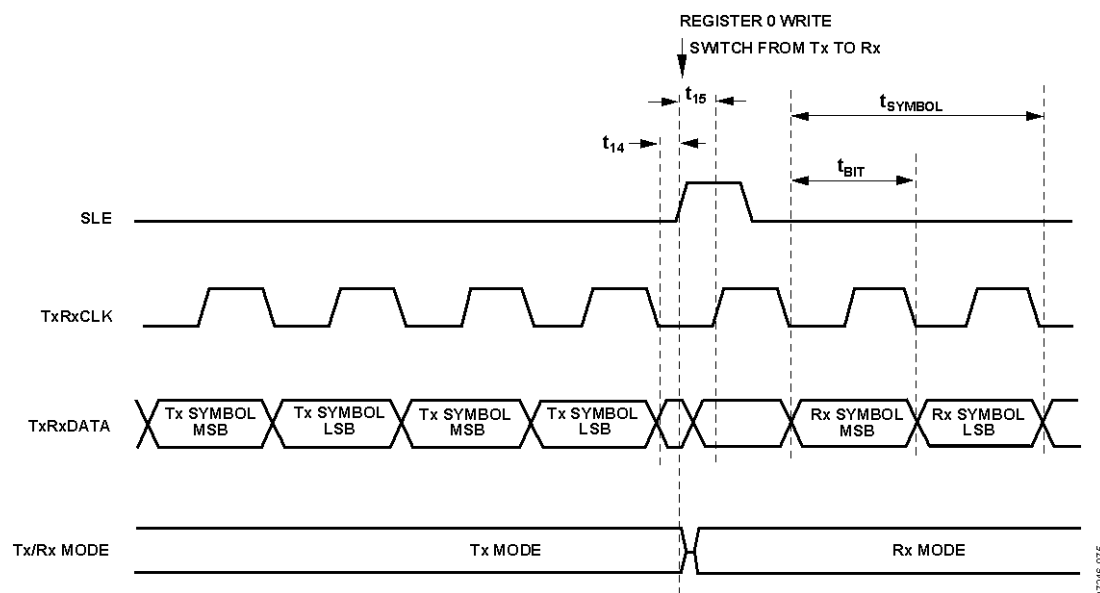 REGISTER 0 WRITE
SWITCH FROM Tx TO Rx
t15
tSYMBOL
t14
tBIT
SLE
TxRxCLK
TxRxDATA
Tx SYMBOL
MSB
Tx SYMBOL
LSB
Tx SYMBOL
MSB
Tx SYMBOL
LSB
Rx SYMBOL
MSB
Rx SYMBOL
LSB
Tx/Rx MODE
Tx MODE
Rx MODE